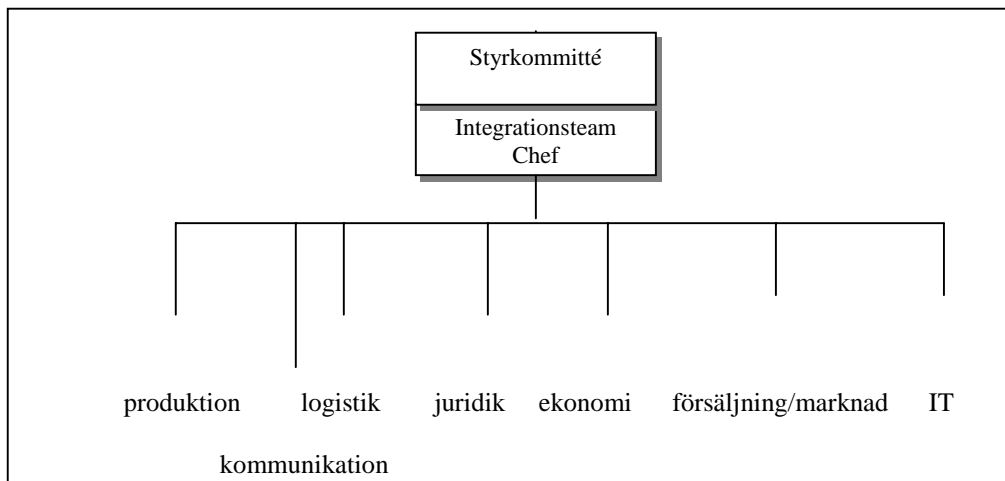 Styrkommitté
Integrationsteam
Chef
produktion logistik juridik ekonomi försäljning/marknad IT
kommunikation